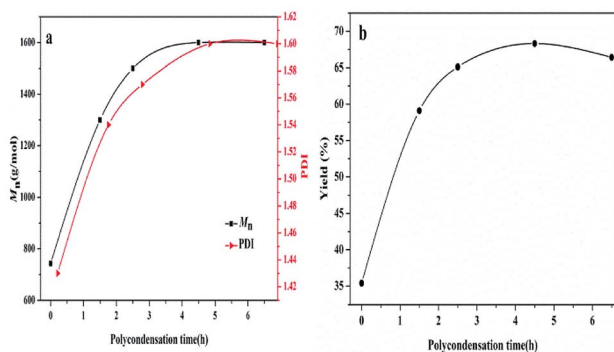 a
1600
1400
1200
1000
800
600
Mn(g/mol)
0 1 2 3 4 5 6
Polycondensation time(h)
1.62
1.60
1.58
1.56
1.54
1.52
1.50
1.48
1.46
1.44
1.42
PDI
Mn
PDI
b
70
65
60
55
50
45
40
35
Yield (%)
0 1 2 3 4 5 6
Polycondensation time(h)